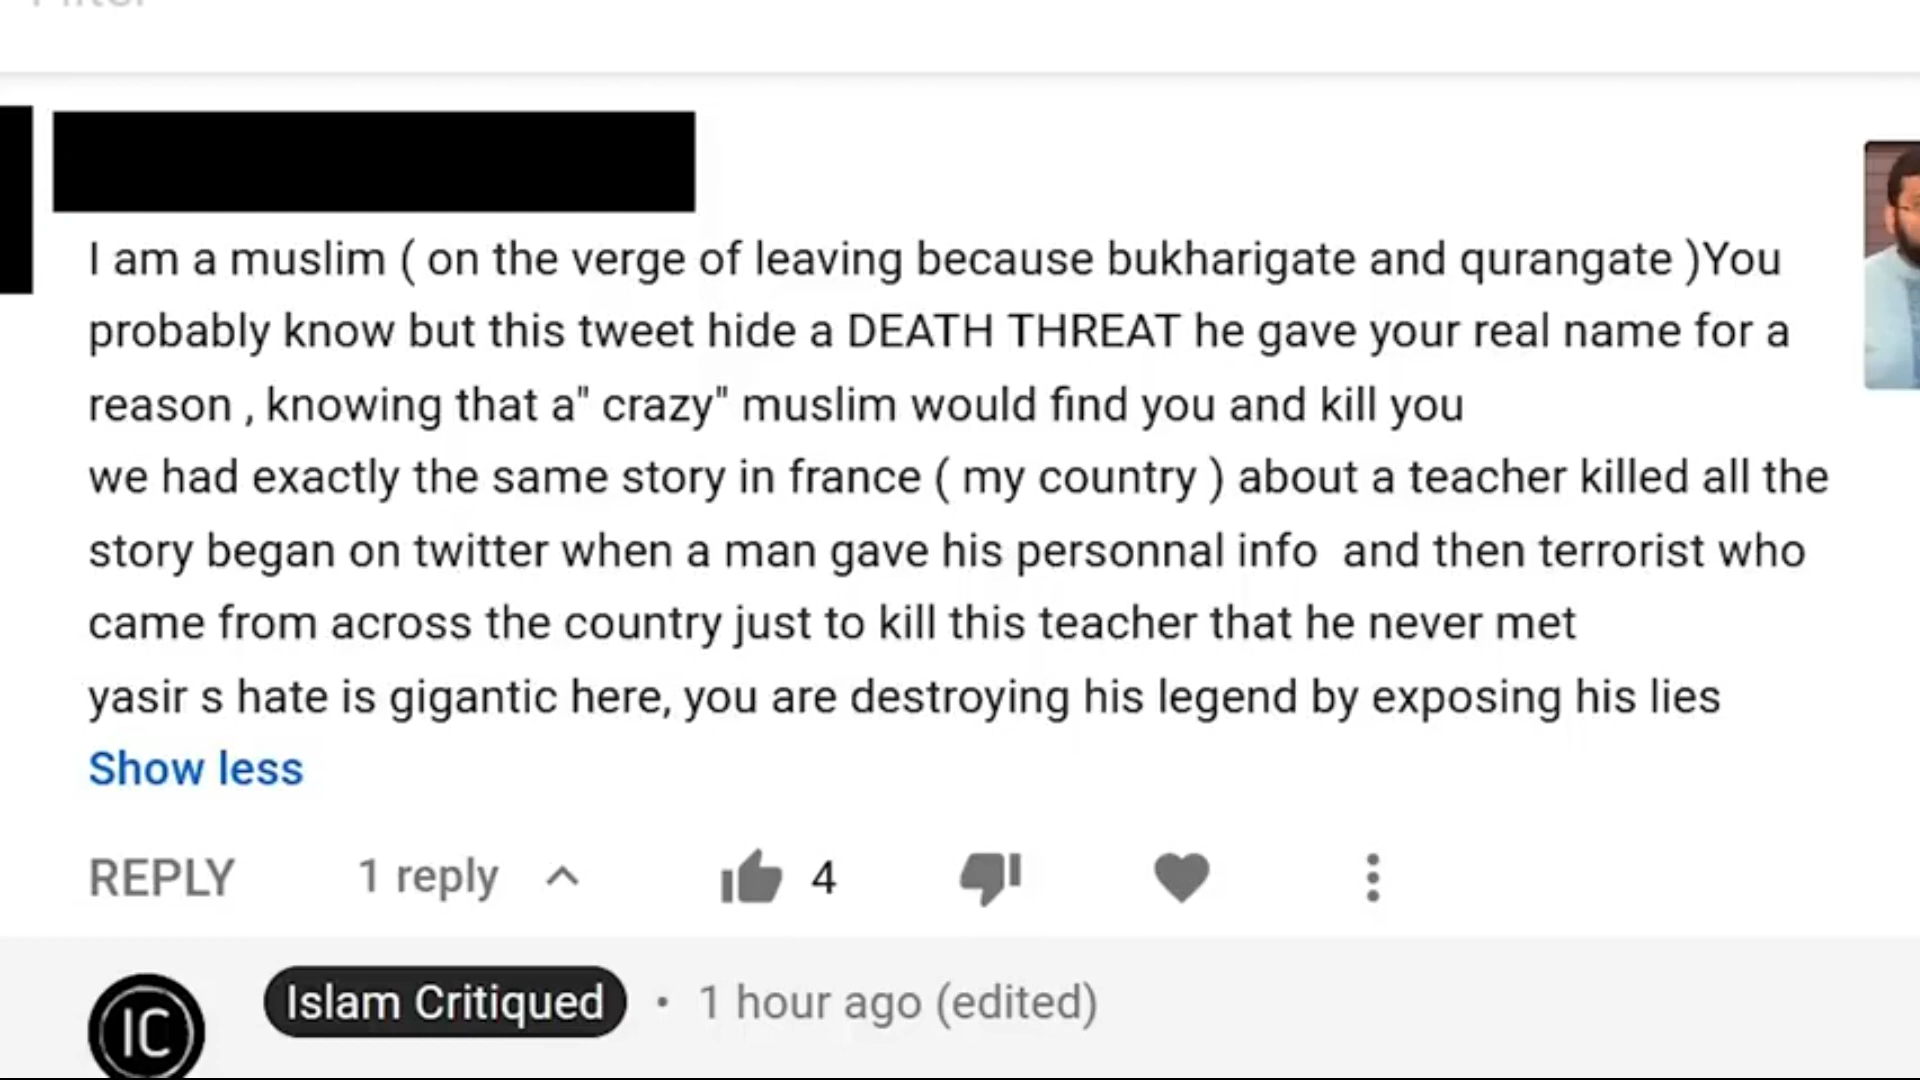 I am a muslim ( on the verge of leaving because bukharigate and qurangate )You
probably know but this tweet hide a DEATH THREAT he gave your real name for a
reason , knowing that a" crazy" muslim would find you and kill you
we had exactly the same story in france ( my country ) about a teacher killed all the
story began on twitter when a man gave his personnal info  and then terrorist who
came from across the country just to kill this teacher that he never met
yasir s hate is gigantic here, you are destroying his legend by exposing his lies
Show less
REPLY 1 reply 4
IC Islam Critiqued • 1 hour ago (edited)